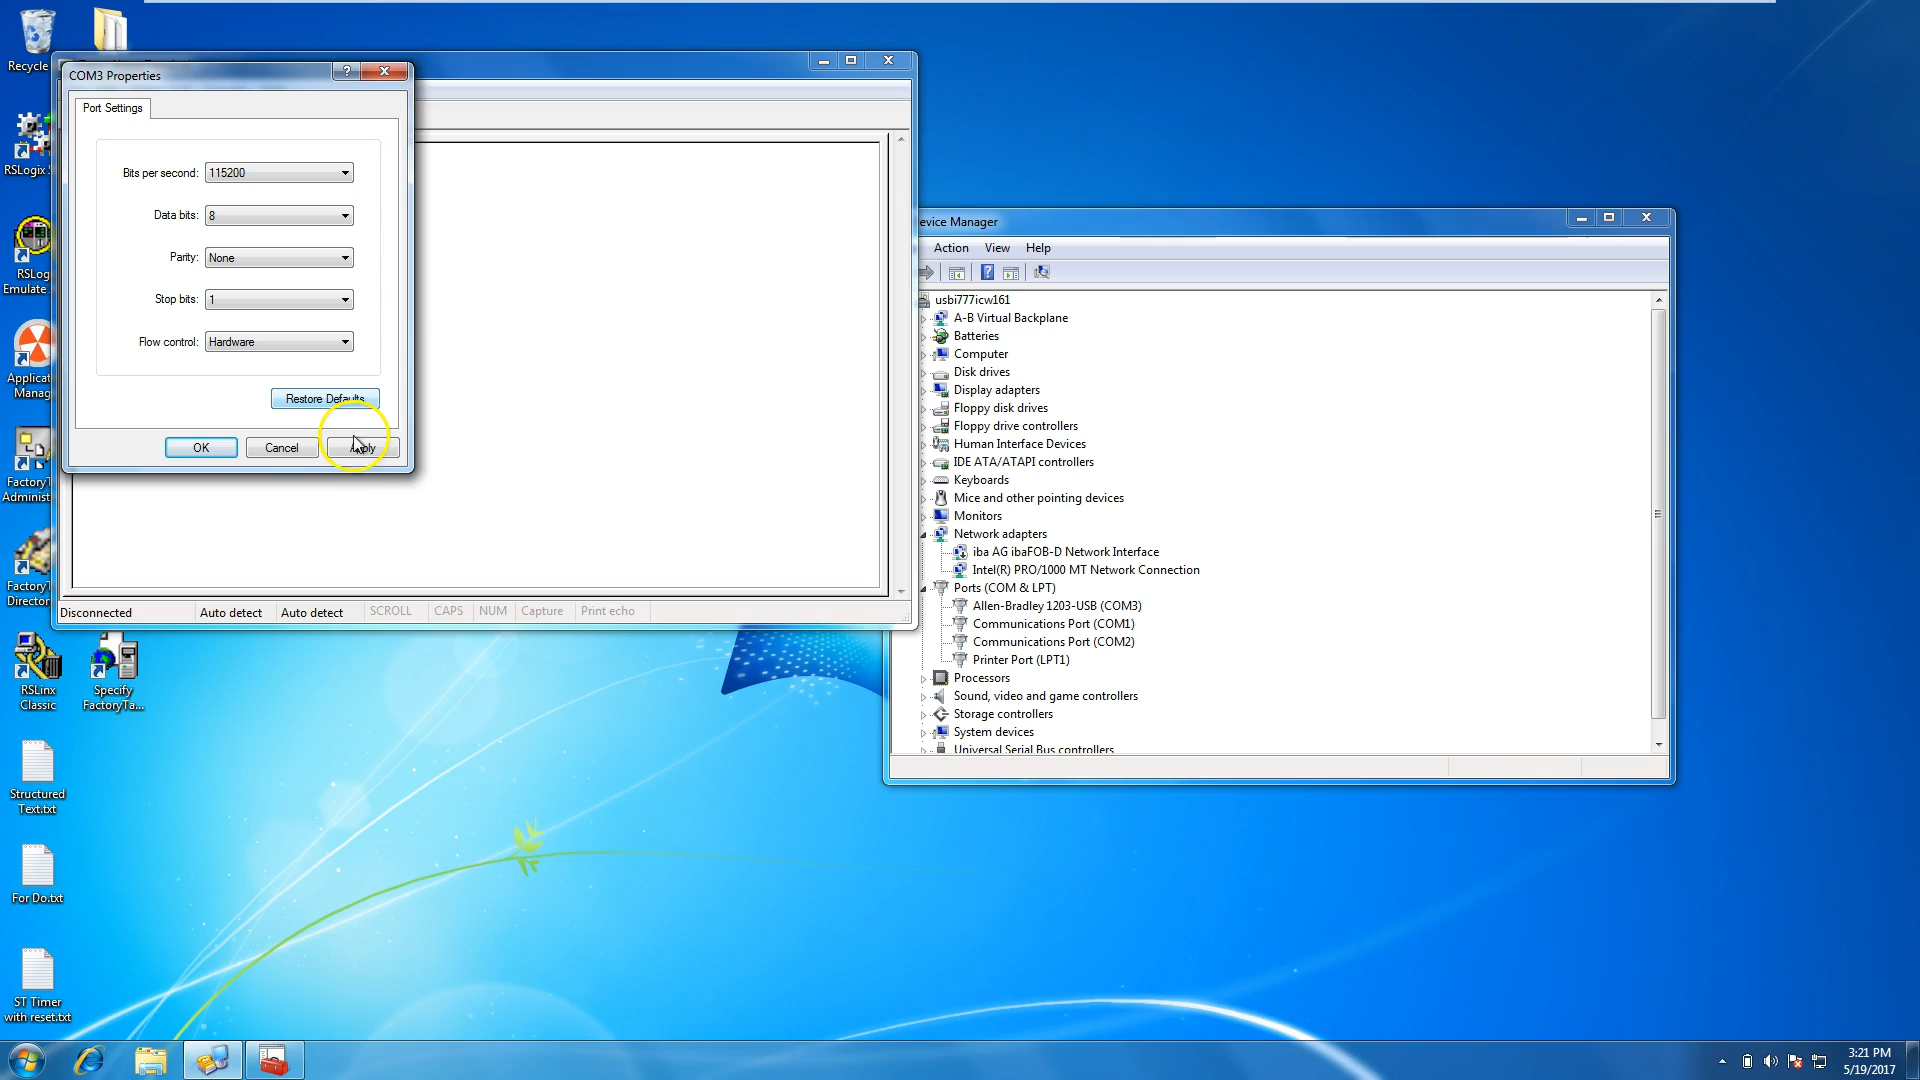 Recycle
RSLogix
RSLog
Emulate
Applicat
Manag
FactoryT
Administ
FactoryT
Director
RSLinx
Classic
Specify
FactoryTa...
Structured
Text.txt
For Do.txt
ST Timer
with reset.txt
COM3 Properties
?
Port Settings
Bits per second: 115200
Data bits: 8
Parity: None
Stop bits: 1
Flow control: Hardware
Restore Defaults
OK Cancel Apply
Disconnected Auto detect Auto detect SCROLL CAPS NUM Capture Print echo
evice Manager
Action View Help
usbi777icw161
A-B Virtual Backplane
Batteries
Computer
Disk drives
Display adapters
Floppy disk drives
Floppy drive controllers
Human Interface Devices
IDE ATA/ATAPI controllers
Keyboards
Mice and other pointing devices
Monitors
Network adapters
iba AG ibaFOB-D Network Interface
Intel(R) PRO/1000 MT Network Connection
Ports (COM & LPT)
Allen-Bradley 1203-USB (COM3)
Communications Port (COM1)
Communications Port (COM2)
Printer Port (LPT1)
Processors
Sound, video and game controllers
Storage controllers
System devices
Universal Serial Bus controllers
3:21 PM
5/19/2017